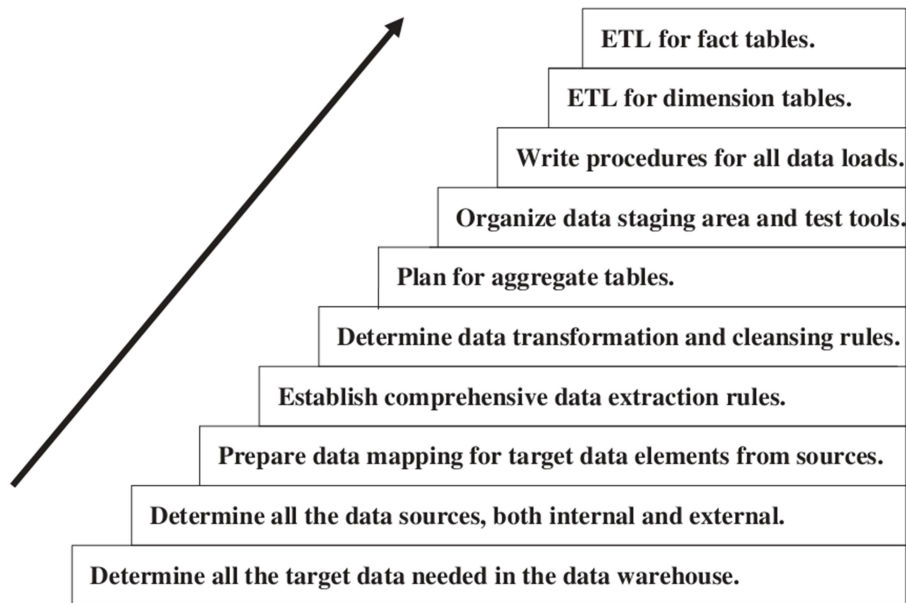 ETL for fact tables.
ETL for dimension tables.
Write procedures for all data loads.
Organize data staging area and test tools.
Plan for aggregate tables.
Determine data transformation and cleansing rules.
Establish comprehensive data extraction rules.
Prepare data mapping for target data elements from sources.
Determine all the data sources, both internal and external.
Determine all the target data needed in the data warehouse.